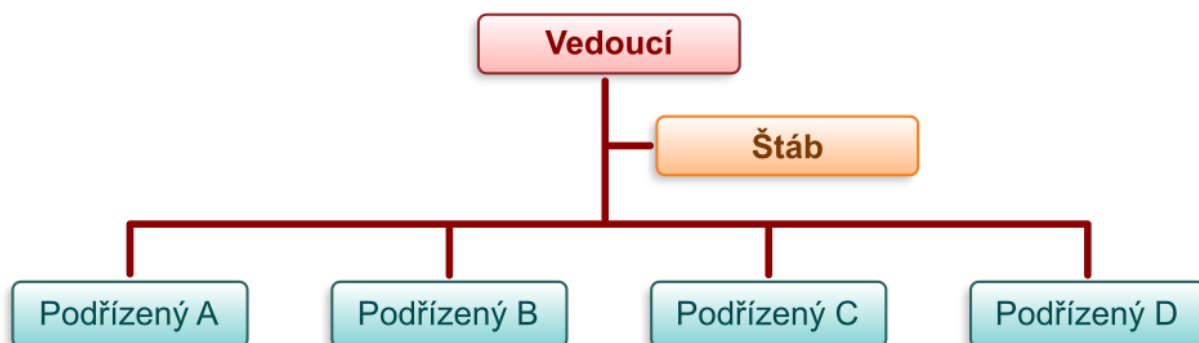 Vedoucí
Štáb
Podřízený A
Podřízený B
Podřízený C
Podřízený D